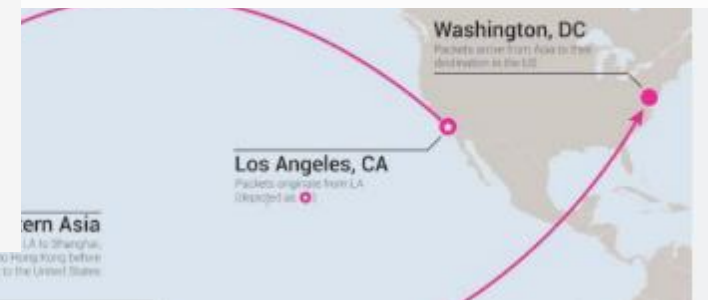 Washington, DC
Packets arrive from Asia to their
destination in the US
Los Angeles, CA
Packets originate from LA
(depicted as
ern Asia
LA to Shanghai,
to Hong Kong before
to the United States